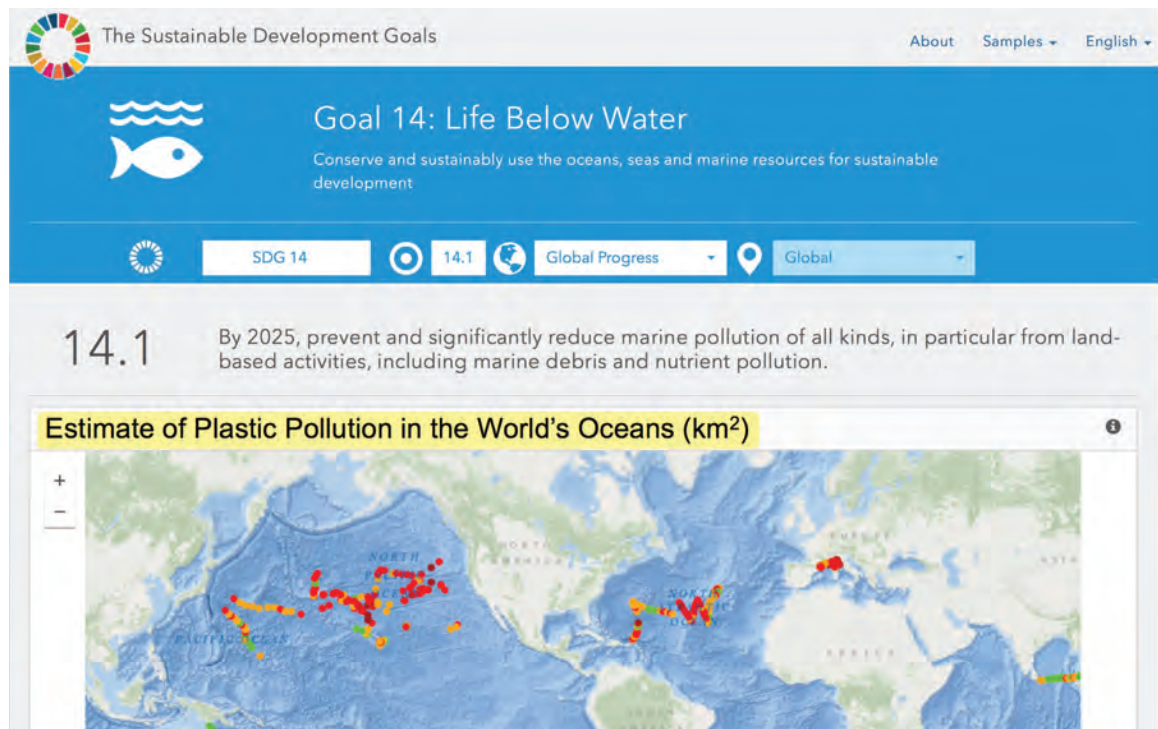 The Sustainable Development Goals
About Samples English
Goal 14: Life Below Water
Conserve and sustainably use the oceans, seas and marine resources for sustainable
development
SDG 14 14.1 Global Progress Global
14.1 By 2025, prevent and significantly reduce marine pollution of all kinds, in particular from land-
based activities, including marine debris and nutrient pollution.
Estimate of Plastic Pollution in the World's Oceans (km²)
+
−
NORTH
AMERICA
EUROPE
ASIA
NORTH
PACIFIC OCEAN
NORTH
OCEAN
AFRICA